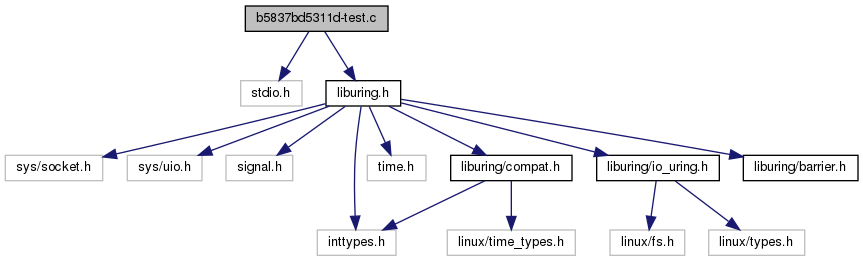 b5837bd5311d-test.c
stdio.h
liburing.h
sys/socket.h
sys/uio.h
signal.h
time.h
liburing/compat.h
liburing/io_uring.h
liburing/barrier.h
inttypes.h
linux/time_types.h
linux/fs.h
linux/types.h